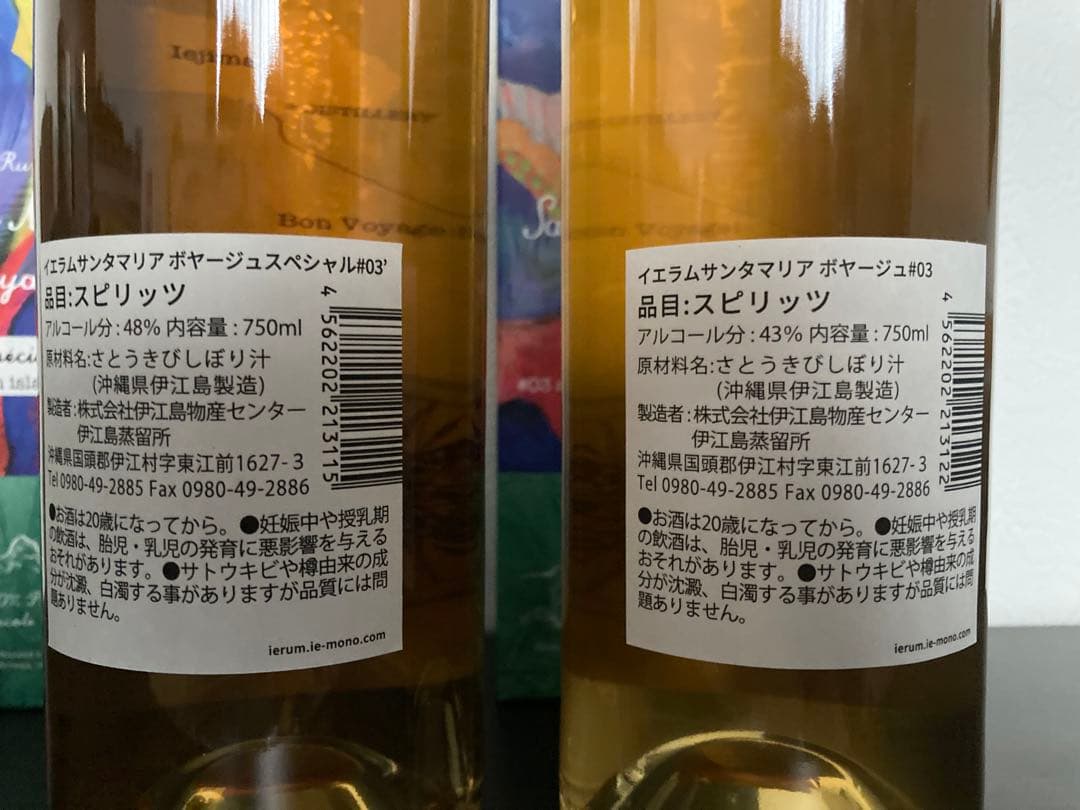 Iejima
DISTILLERY
Bon Voyage
イエラムサンタマリア ボヤージュスペシャル#03’
品目:スピリッツ
アルコール分:48% 内容量:750ml
原材料名:さとうきびしぼり汁
(沖縄県伊江島製造)
製造者:株式会社伊江島物産センター
伊江島蒸留所
沖縄県国頭郡伊江村字東江前1627-3
Tel 0980-49-2885 Fax 0980-49-2886
●お酒は20歳になってから。●妊娠中や授乳期
の飲酒は、胎児・乳児の発育に悪影響を与える
おそれがあります。●サトウキビや樽由来の成
分が沈澱、白濁する事がありますが品質には問
題ありません。
ierum.ie-mono.com
4 562202 213115
イエラムサンタマリア ボヤージュ#03
品目:スピリッツ
アルコール分:43% 内容量:750ml
原材料名:さとうきびしぼり汁
(沖縄県伊江島製造)
製造者:株式会社伊江島物産センター
伊江島蒸留所
沖縄県国頭郡伊江村字東江前1627-3
Tel 0980-49-2885 Fax 0980-49-2886
●お酒は20歳になってから。●妊娠中や授乳期
の飲酒は、胎児・乳児の発育に悪影響を与える
おそれがあります。●サトウキビや樽由来の成
分が沈澱、白濁する事がありますが品質には問
題ありません。
ierum.ie-mono.com
4 562202 213122
#03